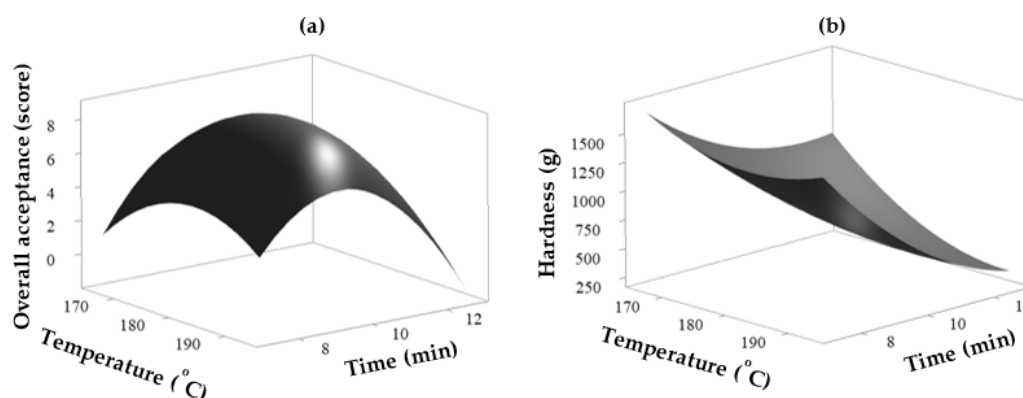 (a)
Overall acceptance (score)
8
6
4
2
0
170
180
190
Temperature (°C)
8
10
12
Time (min)
(b)
Hardness (g)
1500
1250
1000
750
500
250
170
180
190
Temperature (°C)
8
10
Time (min)